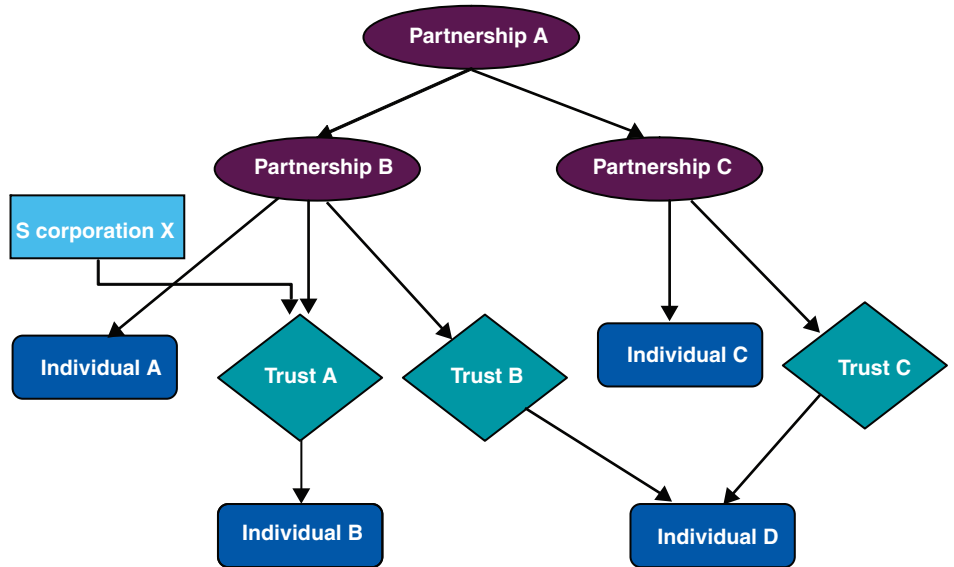 Partnership A
Partnership B
Partnership C
S corporation X
Individual A
Trust A
Trust B
Individual C
Trust C
Individual B
Individual D